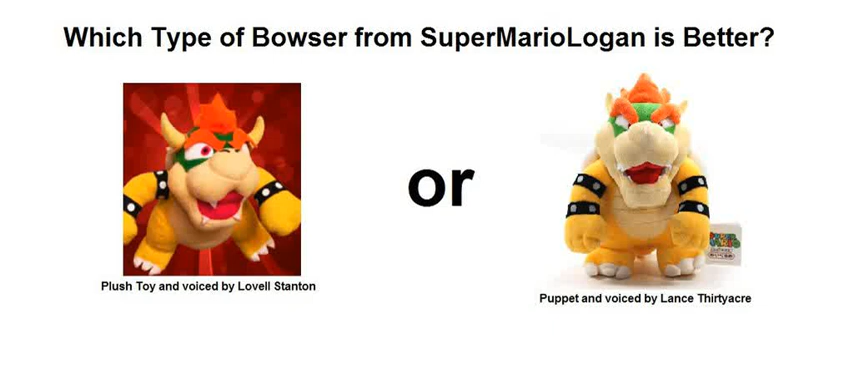 Which Type of Bowser from SuperMarioLogan is Better?
or
Plush Toy and voiced by Lovell Stanton
Puppet and voiced by Lance Thirtyacre